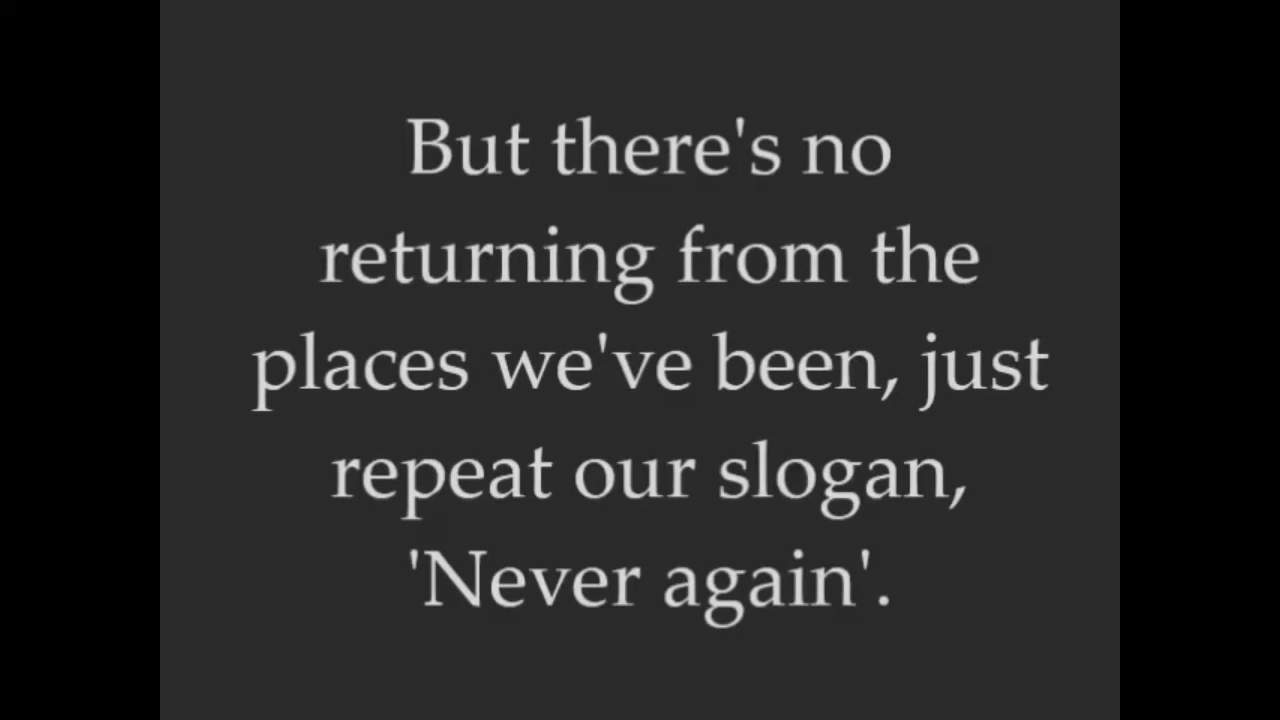 But there's no
returning from the
places we've been, just
repeat our slogan,
'Never again'.